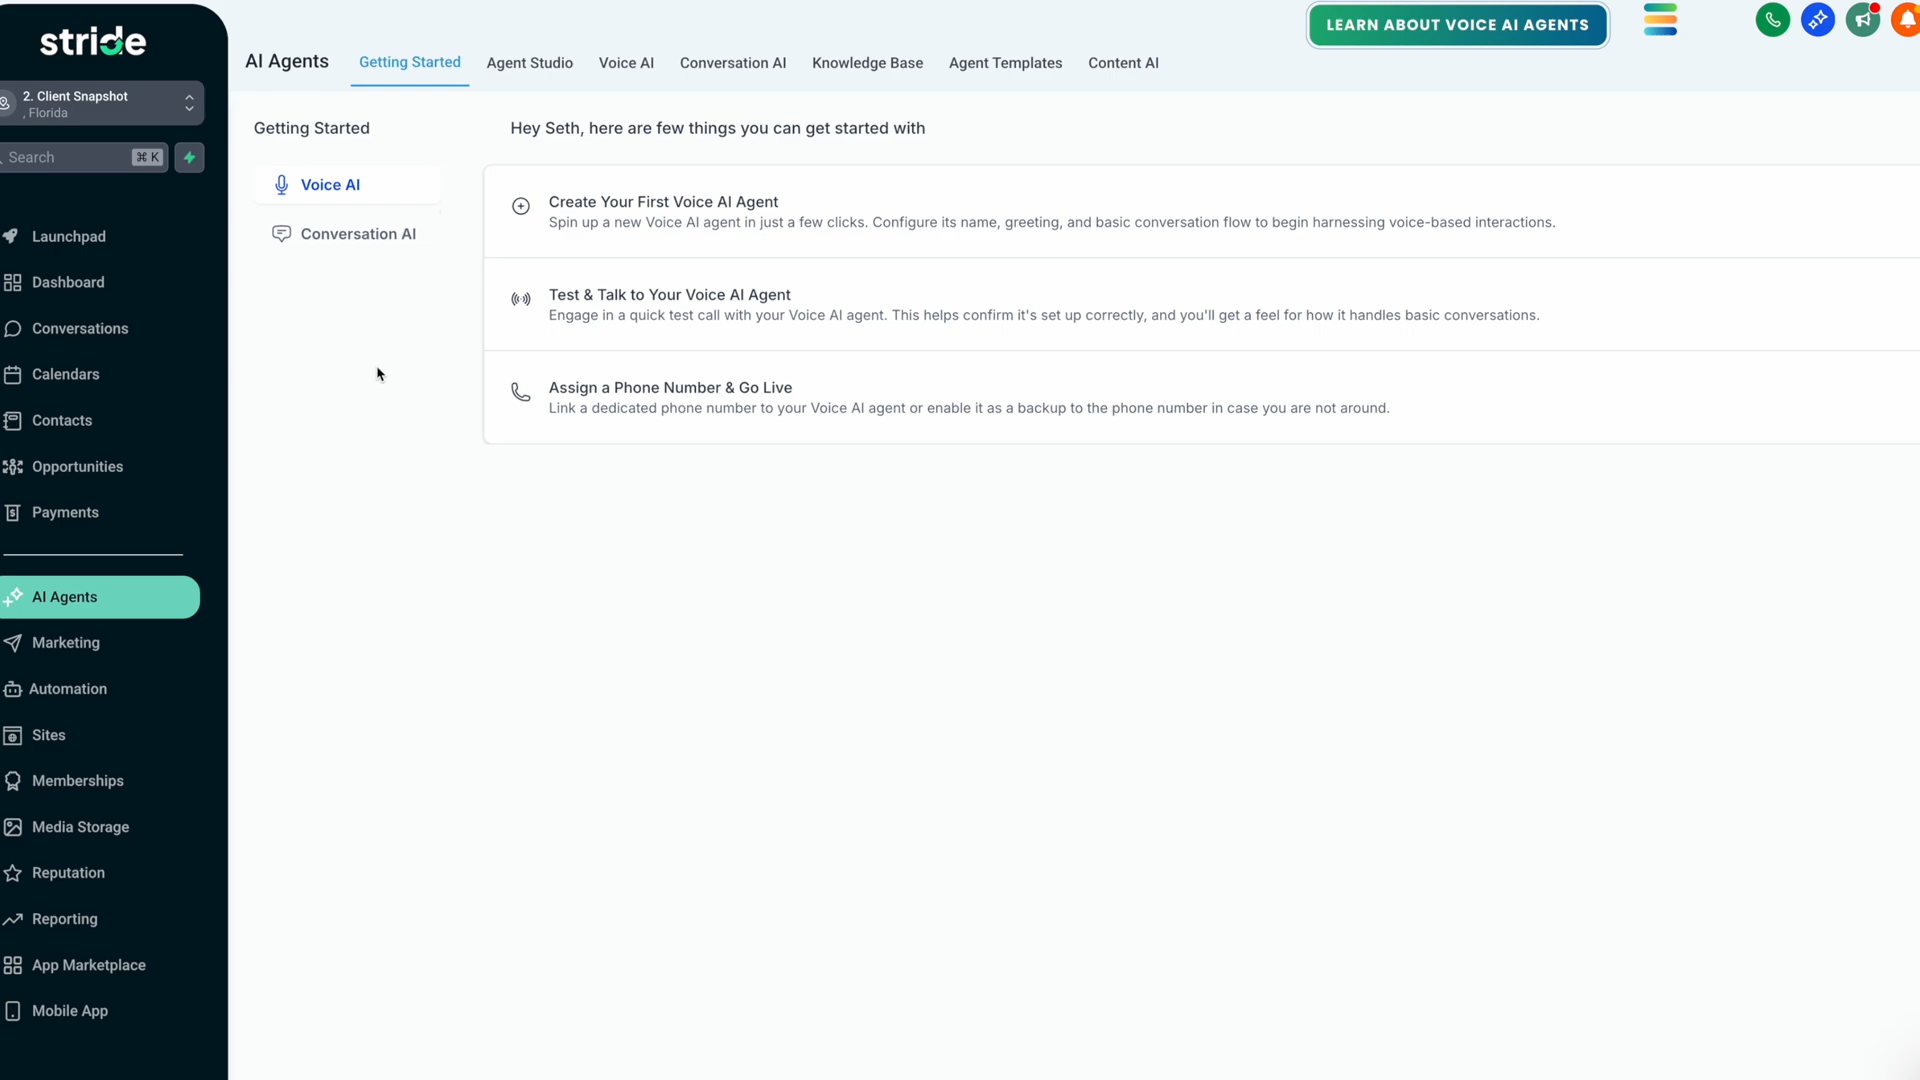 stride
2. Client Snapshot
, Florida
Search
⌘ K
Launchpad
Dashboard
Conversations
Calendars
Contacts
Opportunities
Payments
AI Agents
Marketing
Automation
Sites
Memberships
Media Storage
Reputation
Reporting
App Marketplace
Mobile App
LEARN ABOUT VOICE AI AGENTS
AI Agents
Getting Started
Agent Studio
Voice AI
Conversation AI
Knowledge Base
Agent Templates
Content AI
Getting Started
Voice AI
Conversation AI
Hey Seth, here are few things you can get started with
Create Your First Voice AI Agent
Spin up a new Voice AI agent in just a few clicks. Configure its name, greeting, and basic conversation flow to begin harnessing voice-based interactions.
Test & Talk to Your Voice AI Agent
Engage in a quick test call with your Voice AI agent. This helps confirm it's set up correctly, and you'll get a feel for how it handles basic conversations.
Assign a Phone Number & Go Live
Link a dedicated phone number to your Voice AI agent or enable it as a backup to the phone number in case you are not around.